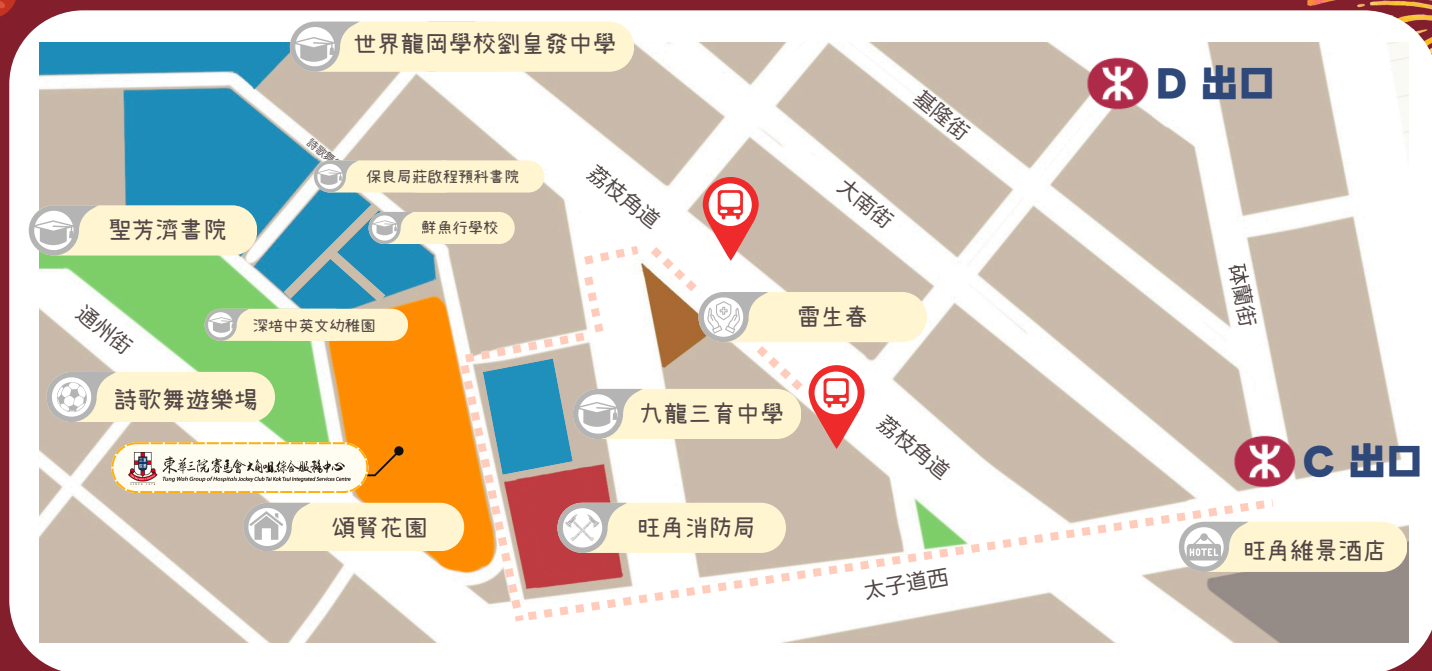 世界龍岡學校劉皇發中學
D 出口
基隆街
詩歌舞
保良局莊啟程預科書院
荔枝角道
大南街
聖芳濟書院
鮮魚行學校
砵蘭街
通州街
深培中英文幼稚園
雷生春
詩歌舞遊樂場
九龍三育中學
荔枝角道
東華三院賽馬會大角咀綜合服務中心
Tung Wah Group of Hospitals Jockey Club Tai Kok Tsui Integrated Services Centre
C 出口
頌賢花園
旺角消防局
HOTEL
旺角維景酒店
太子道西